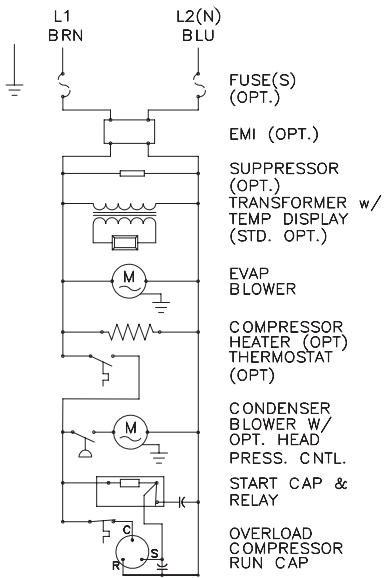 L1 L2(N)
BRN BLU
FUSE(S)
(OPT.)
EMI (OPT.)
SUPPRESSOR
(OPT.)
TRANSFORMER w/
TEMP DISPLAY
(STD. OPT.)
M
EVAP
BLOWER
COMPRESSOR
HEATER (OPT)
THERMOSTAT
(OPT)
M
CONDENSER
BLOWER W/
OPT. HEAD
PRESS. CNTL.
START CAP &
RELAY
C
S
R
OVERLOAD
COMPRESSOR
RUN CAP